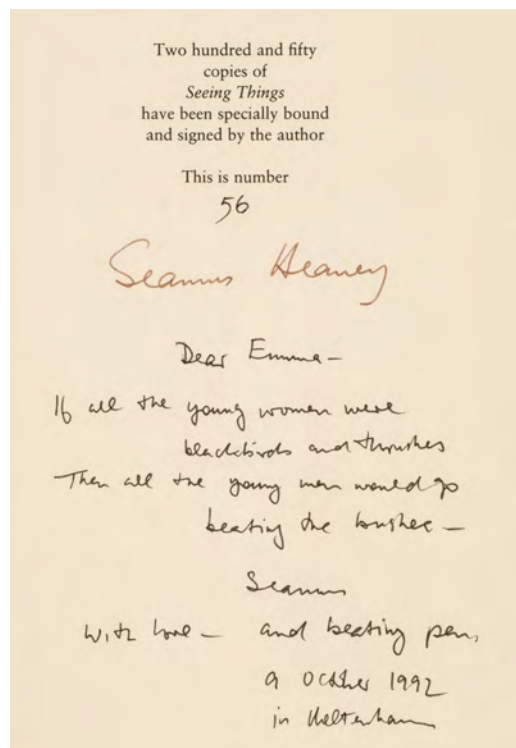 Two hundred and fifty
copies of
Seeing Things
have been specially bound
and signed by the author
This is number
56
Seamus Heaney
Dear Emma –
If all the young women were
blackbirds and thrushes
Then all the young men would go
beating the bushes –
Seamus
With love – and beating pen,
9 October 1992
in Cheltenham